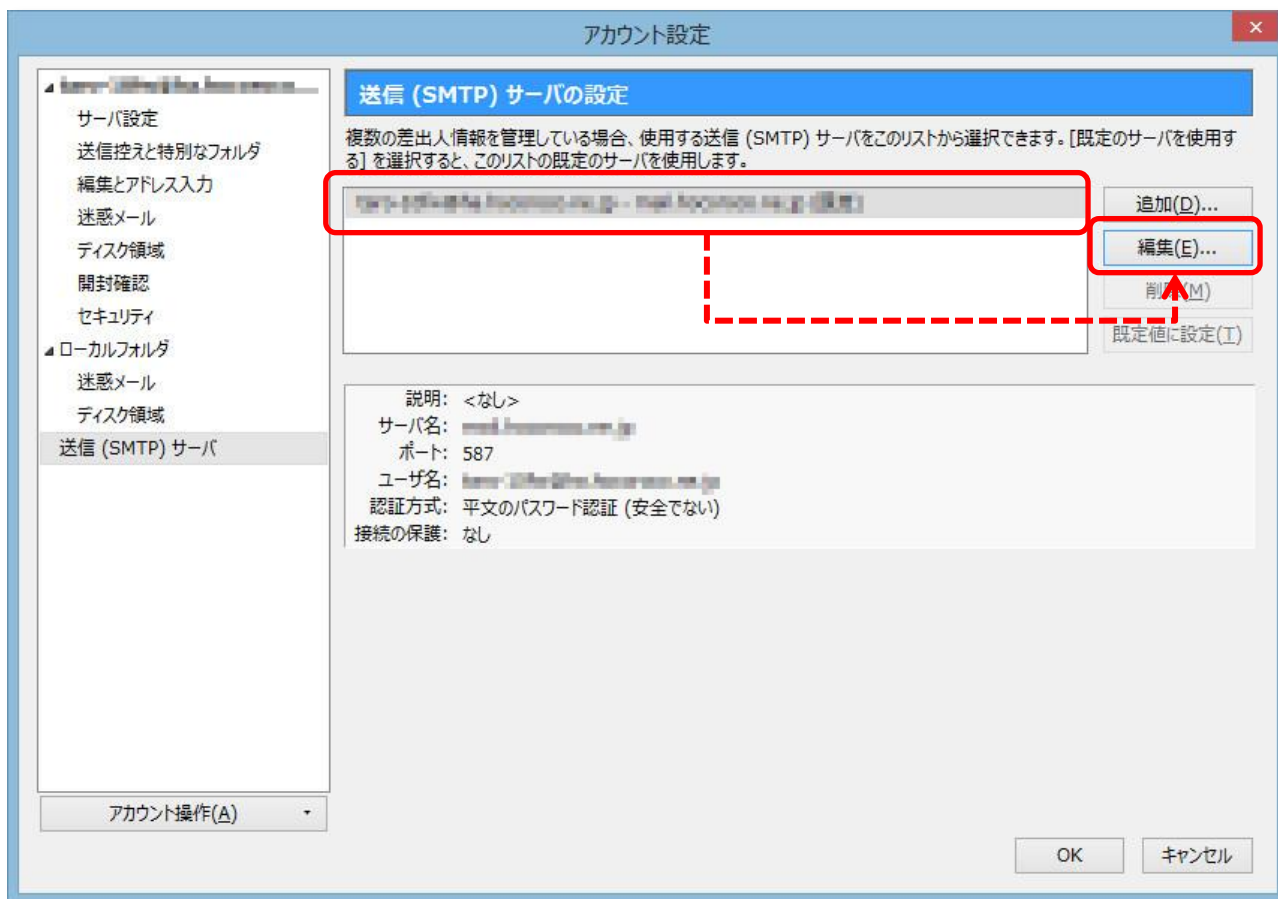 アカウント設定
サーバ設定
送信控えと特別なフォルダ
編集とアドレス入力
迷惑メール
ディスク領域
開封確認
セキュリティ
ローカルフォルダ
迷惑メール
ディスク領域
送信 (SMTP) サーバ
アカウント操作(A)
送信 (SMTP) サーバの設定
複数の差出人情報を管理している場合、使用する送信 (SMTP) サーバをこのリストから選択できます。[既定のサーバを使用す
る] を選択すると、このリストの既定のサーバを使用します。
追加(D)...
編集(E)...
(M)
既定値に設定(T)
説明: <なし>
サーバ名:
ポート: 587
ユーザ名:
認証方式: 平文のパスワード認証 (安全でない)
接続の保護: なし
OK
キャンセル